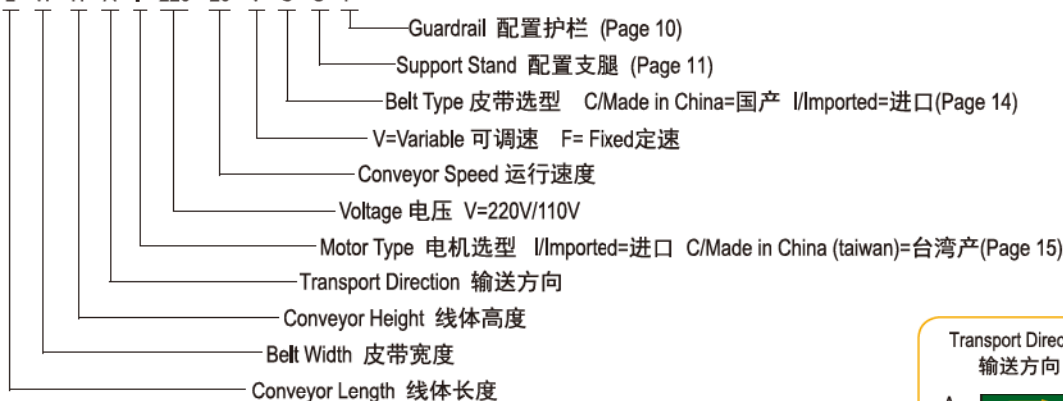 Guardrail 配置护栏 (Page 10)
Support Stand 配置支腿 (Page 11)
Belt Type 皮带选型 C/Made in China=国产 I/Imported=进口(Page 14)
V=Variable 可调速 F= Fixed定速
Conveyor Speed 运行速度
Voltage 电压 V=220V/110V
Motor Type 电机选型 I/Imported=进口 C/Made in China (taiwan)=台湾产(Page 15)
Transport Direction 输送方向
Conveyor Height 线体高度
Belt Width 皮带宽度
Conveyor Length 线体长度
Transport Direc
输送方向
A